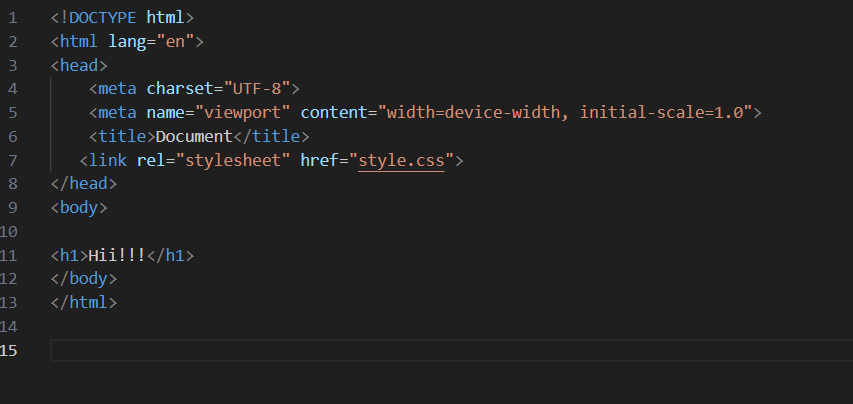 1 <!DOCTYPE html>
2 <html lang="en">
3 <head>
4     <meta charset="UTF-8">
5     <meta name="viewport" content="width=device-width, initial-scale=1.0">
6     <title>Document</title>
7    <link rel="stylesheet" href="style.css">
8 </head>
9 <body>
10
11 <h1>Hii!!!</h1>
12 </body>
13 </html>
14
15